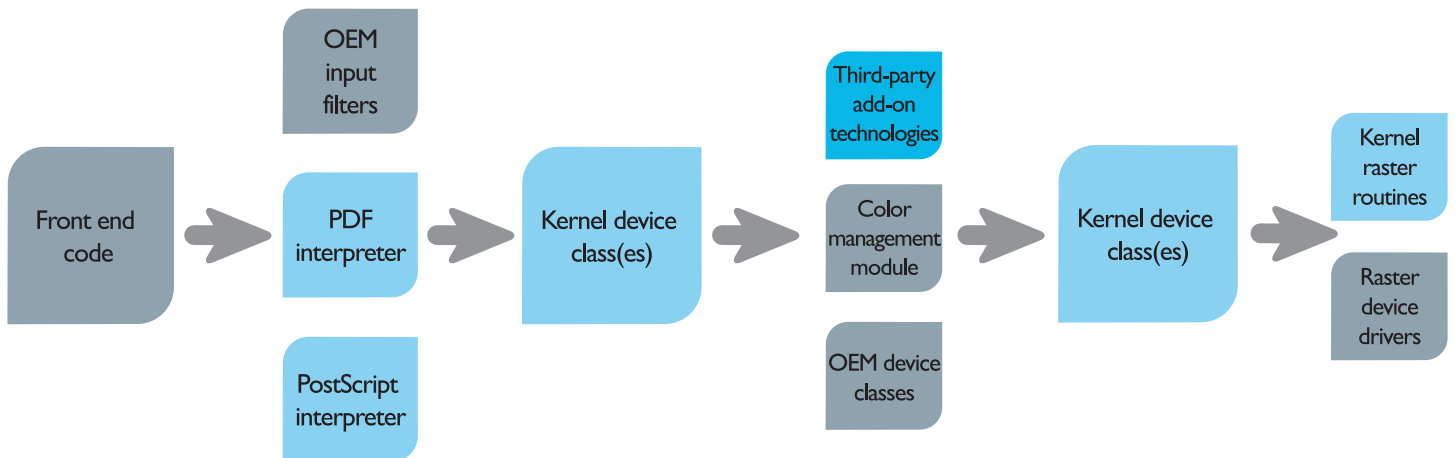 Front end
code
OEM
input
filters
PDF
interpreter
PostScript
interpreter
Kernel device
class(es)
Third-party
add-on
technologies
Color
management
module
OEM device
classes
Kernel device
class(es)
Kernel
raster
routines
Raster
device
drivers